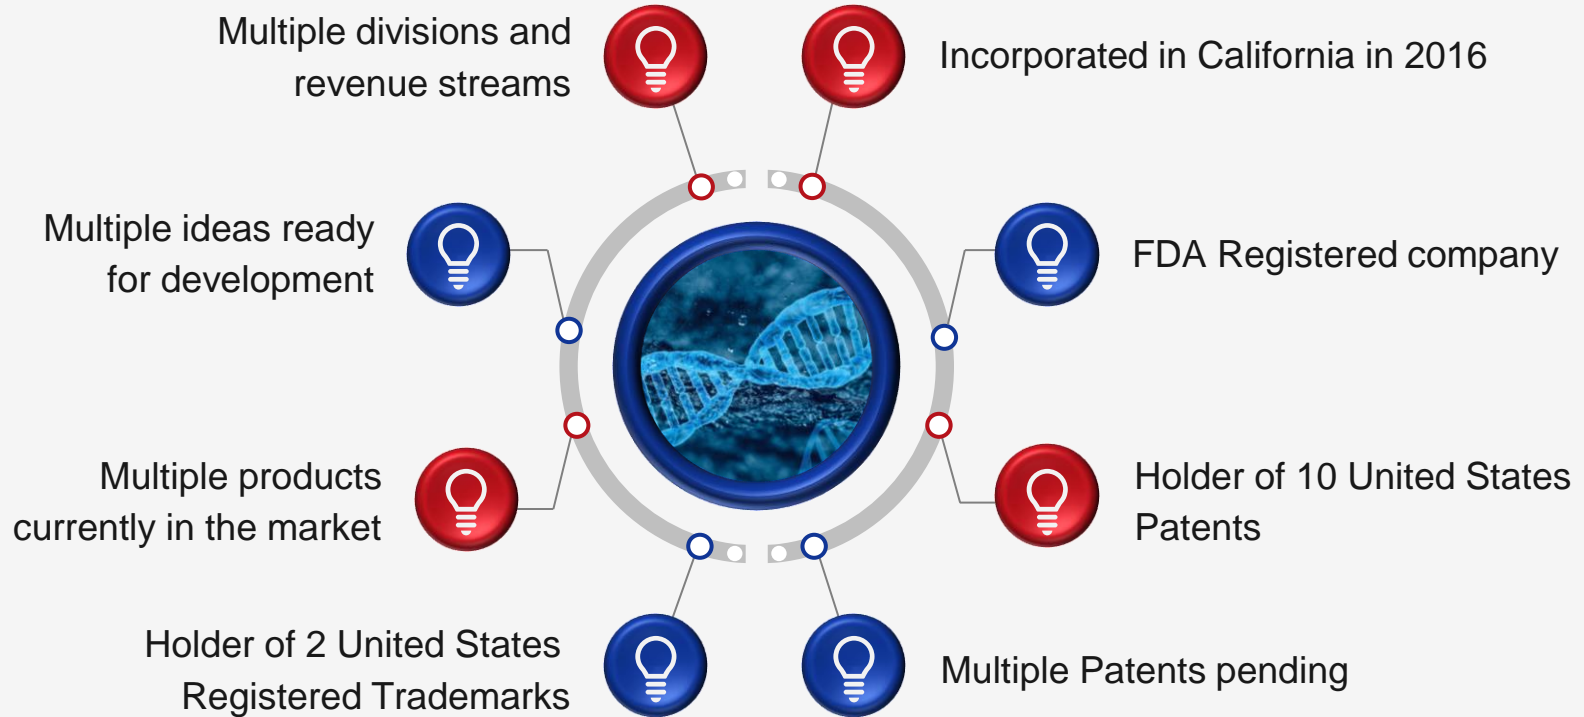 Multiple divisions and
revenue streams
Incorporated in California in 2016
Multiple ideas ready
for development
FDA Registered company
Multiple products
currently in the market
Holder of 10 United States
Patents
Holder of 2 United States
Registered Trademarks
Multiple Patents pending